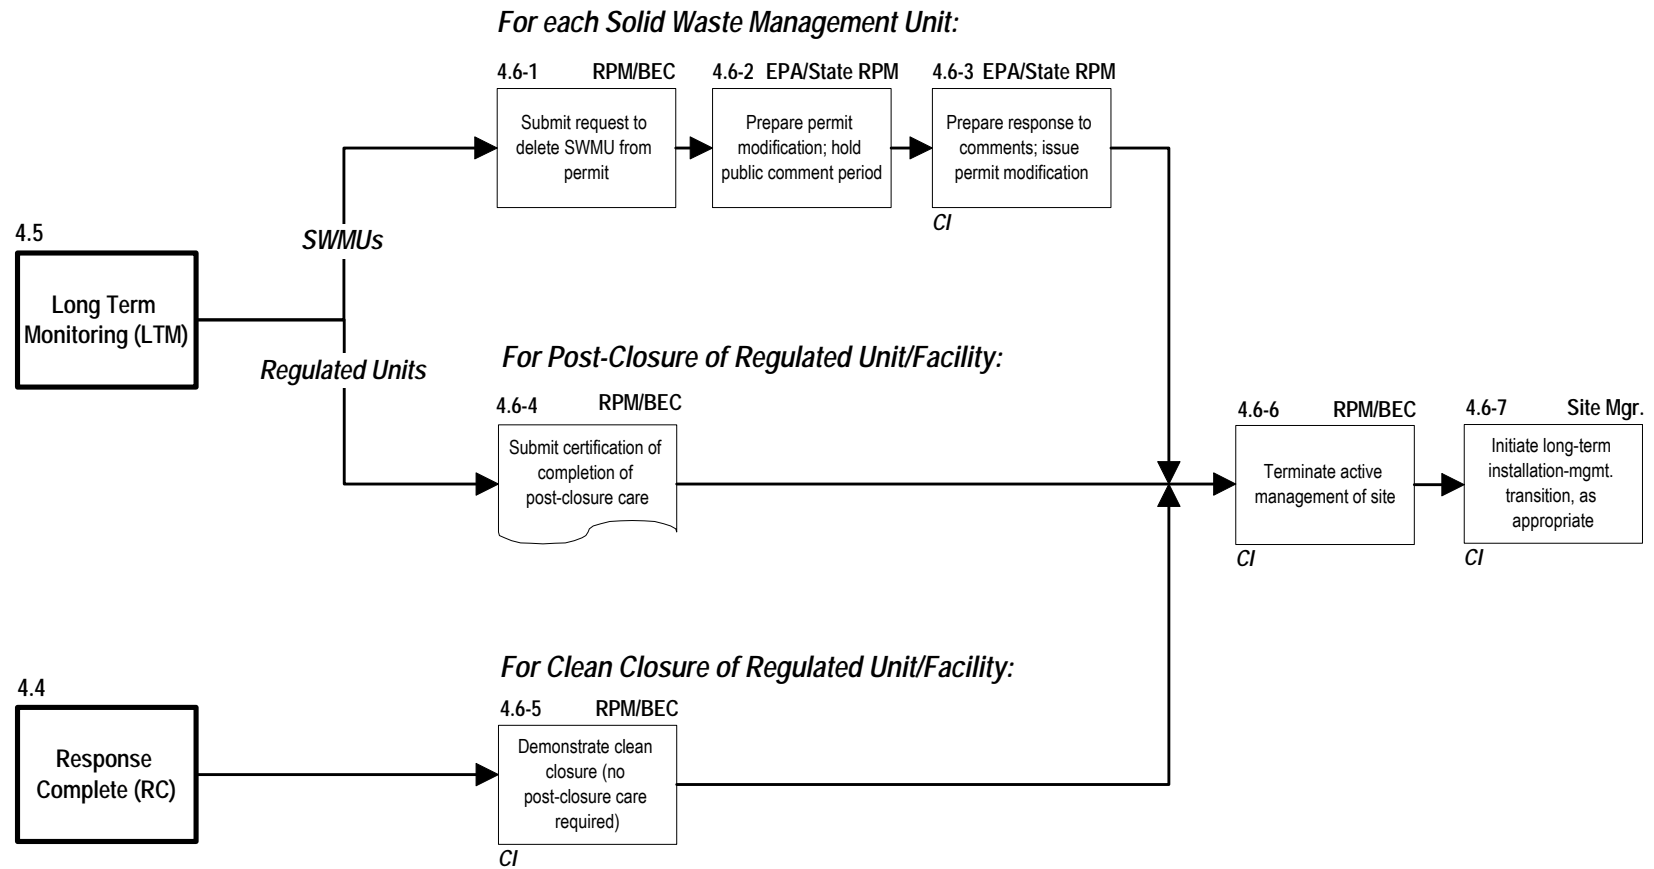 For each Solid Waste Management Unit:
4.6-1 RPM/BEC
Submit request to
delete SWMU from
permit
4.6-2 EPA/State RPM
Prepare permit
modification; hold
public comment period
4.6-3 EPA/State RPM
Prepare response to
comments; issue
permit modification
CI
4.5
Long Term
Monitoring (LTM)
SWMUs
Regulated Units
For Post-Closure of Regulated Unit/Facility:
4.6-4 RPM/BEC
Submit certification of
completion of
post-closure care
4.6-6 RPM/BEC
Terminate active
management of site
CI
4.6-7 Site Mgr.
Initiate long-term
installation-mgmt.
transition, as
appropriate
CI
For Clean Closure of Regulated Unit/Facility:
4.4
Response
Complete (RC)
4.6-5 RPM/BEC
Demonstrate clean
closure (no
post-closure care
required)
CI